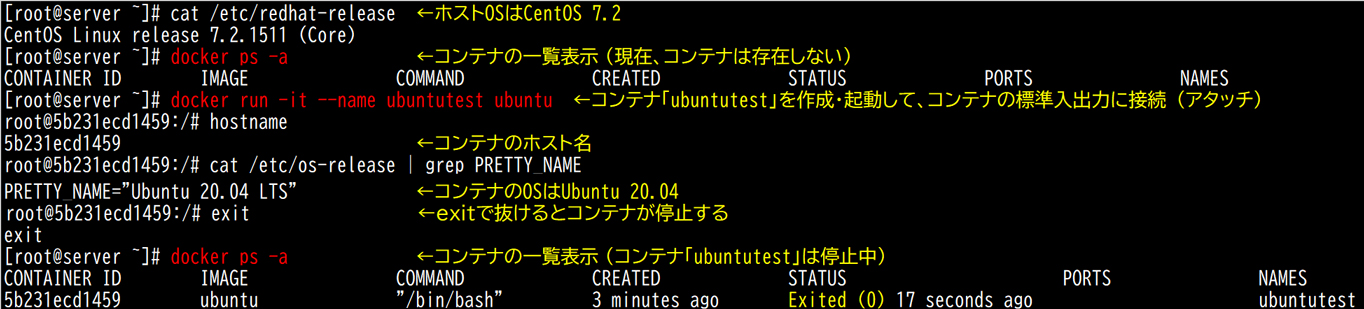 [root@server ~]# cat /etc/redhat-release ←ホストOSはCentOS 7.2
CentOS Linux release 7.2.1511 (Core)
[root@server ~]# docker ps -a ←コンテナの一覧表示（現在、コンテナは存在しない）
CONTAINER ID IMAGE COMMAND CREATED STATUS PORTS NAMES
[root@server ~]# docker run -it --name ubuntutest ubuntu ←コンテナ「ubuntutest」を作成・起動して、コンテナの標準入出力に接続（アタッチ）
root@5b231ecd1459:/# hostname
5b231ecd1459 ←コンテナのホスト名
root@5b231ecd1459:/# cat /etc/os-release | grep PRETTY_NAME
PRETTY_NAME="Ubuntu 20.04 LTS" ←コンテナのOSはUbuntu 20.04
root@5b231ecd1459:/# exit ←exitで抜けるとコンテナが停止する
exit
[root@server ~]# docker ps -a ←コンテナの一覧表示（コンテナ「ubuntutest」は停止中）
CONTAINER ID IMAGE COMMAND CREATED STATUS PORTS NAMES
5b231ecd1459 ubuntu "/bin/bash" 3 minutes ago Exited (0) 17 seconds ago ubuntutest